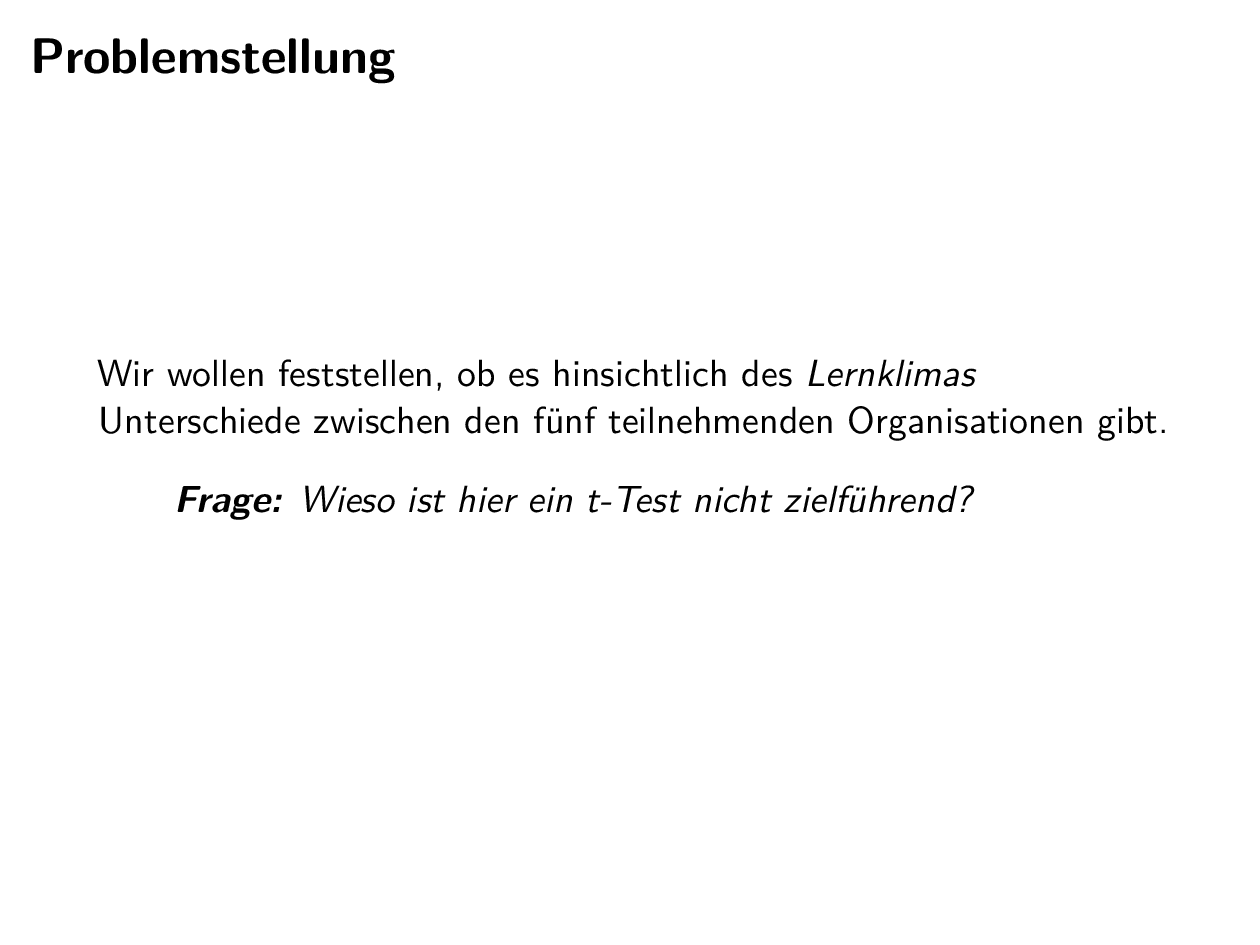 Problemstellung
Wir wollen feststellen, ob es hinsichtlich des Lernklimas
Unterschiede zwischen den fünf teilnehmenden Organisationen gibt.
Frage: Wieso ist hier ein t-Test nicht zielführend?